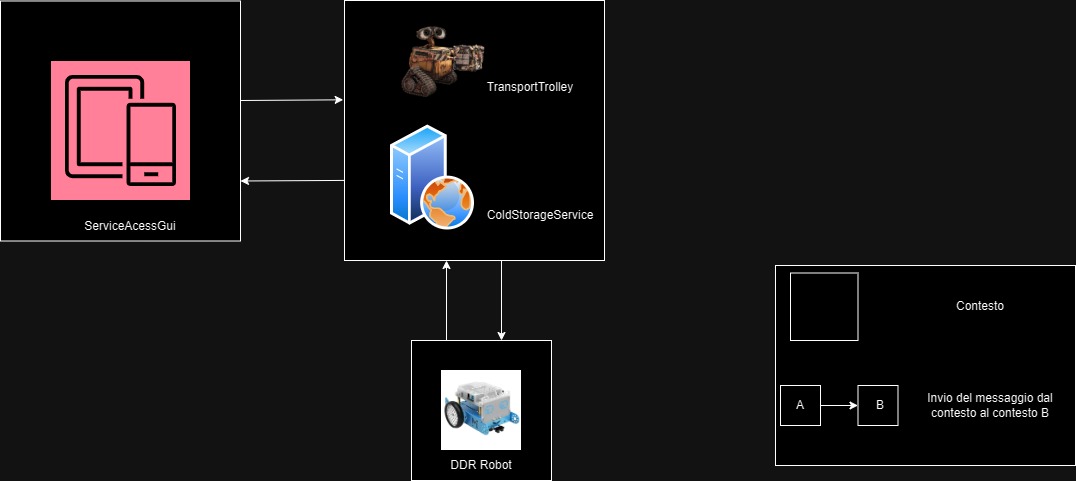 TransportTrolley
ColdStorageService
ServiceAcessGui
DDR Robot
Contesto
A
B
Invio del messaggio dal
contesto al contesto B